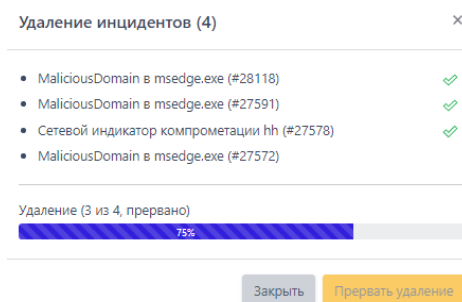 Удаление инцидентов (4)
MaliciousDomain в msedge.exe (#28118)
MaliciousDomain в msedge.exe (#27591)
Сетевой индикатор компрометации hh (#27578)
MaliciousDomain в msedge.exe (#27572)
Удаление (3 из 4, прервано)
75%
Закрыть Прервать удаление